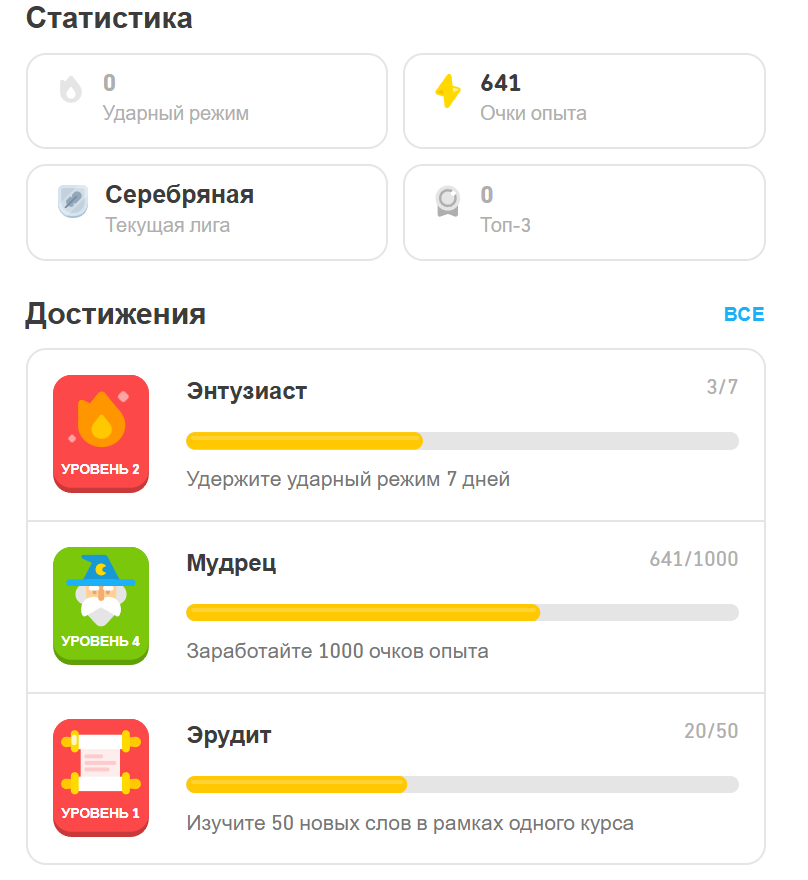 Статистика
0
Ударный режим
641
Очки опыта
Серебряная
Текущая лига
0
Топ-3
Достижения
ВСЕ
УРОВЕНЬ 2
Энтузиаст
3/7
Удержите ударный режим 7 дней
УРОВЕНЬ 4
Мудрец
641/1000
Заработайте 1000 очков опыта
УРОВЕНЬ 1
Эрудит
20/50
Изучите 50 новых слов в рамках одного курса